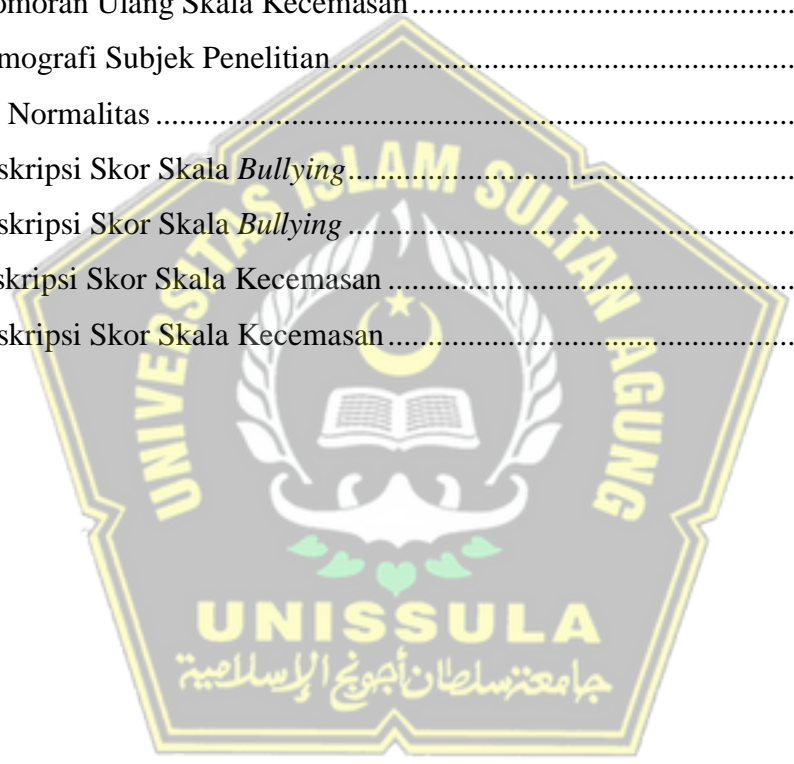 omoran Ulang Skala Kecemasan
mografi Subjek Penelitian
Normalitas
skripsi Skor Skala Bullying
skripsi Skor Skala Bullying
skripsi Skor Skala Kecemasan
skripsi Skor Skala Kecemasan
UNIVERSITAS ISLAM SULTAN AGUNG
UNISSULA
جامعة سلطان أجونج الإسلامية